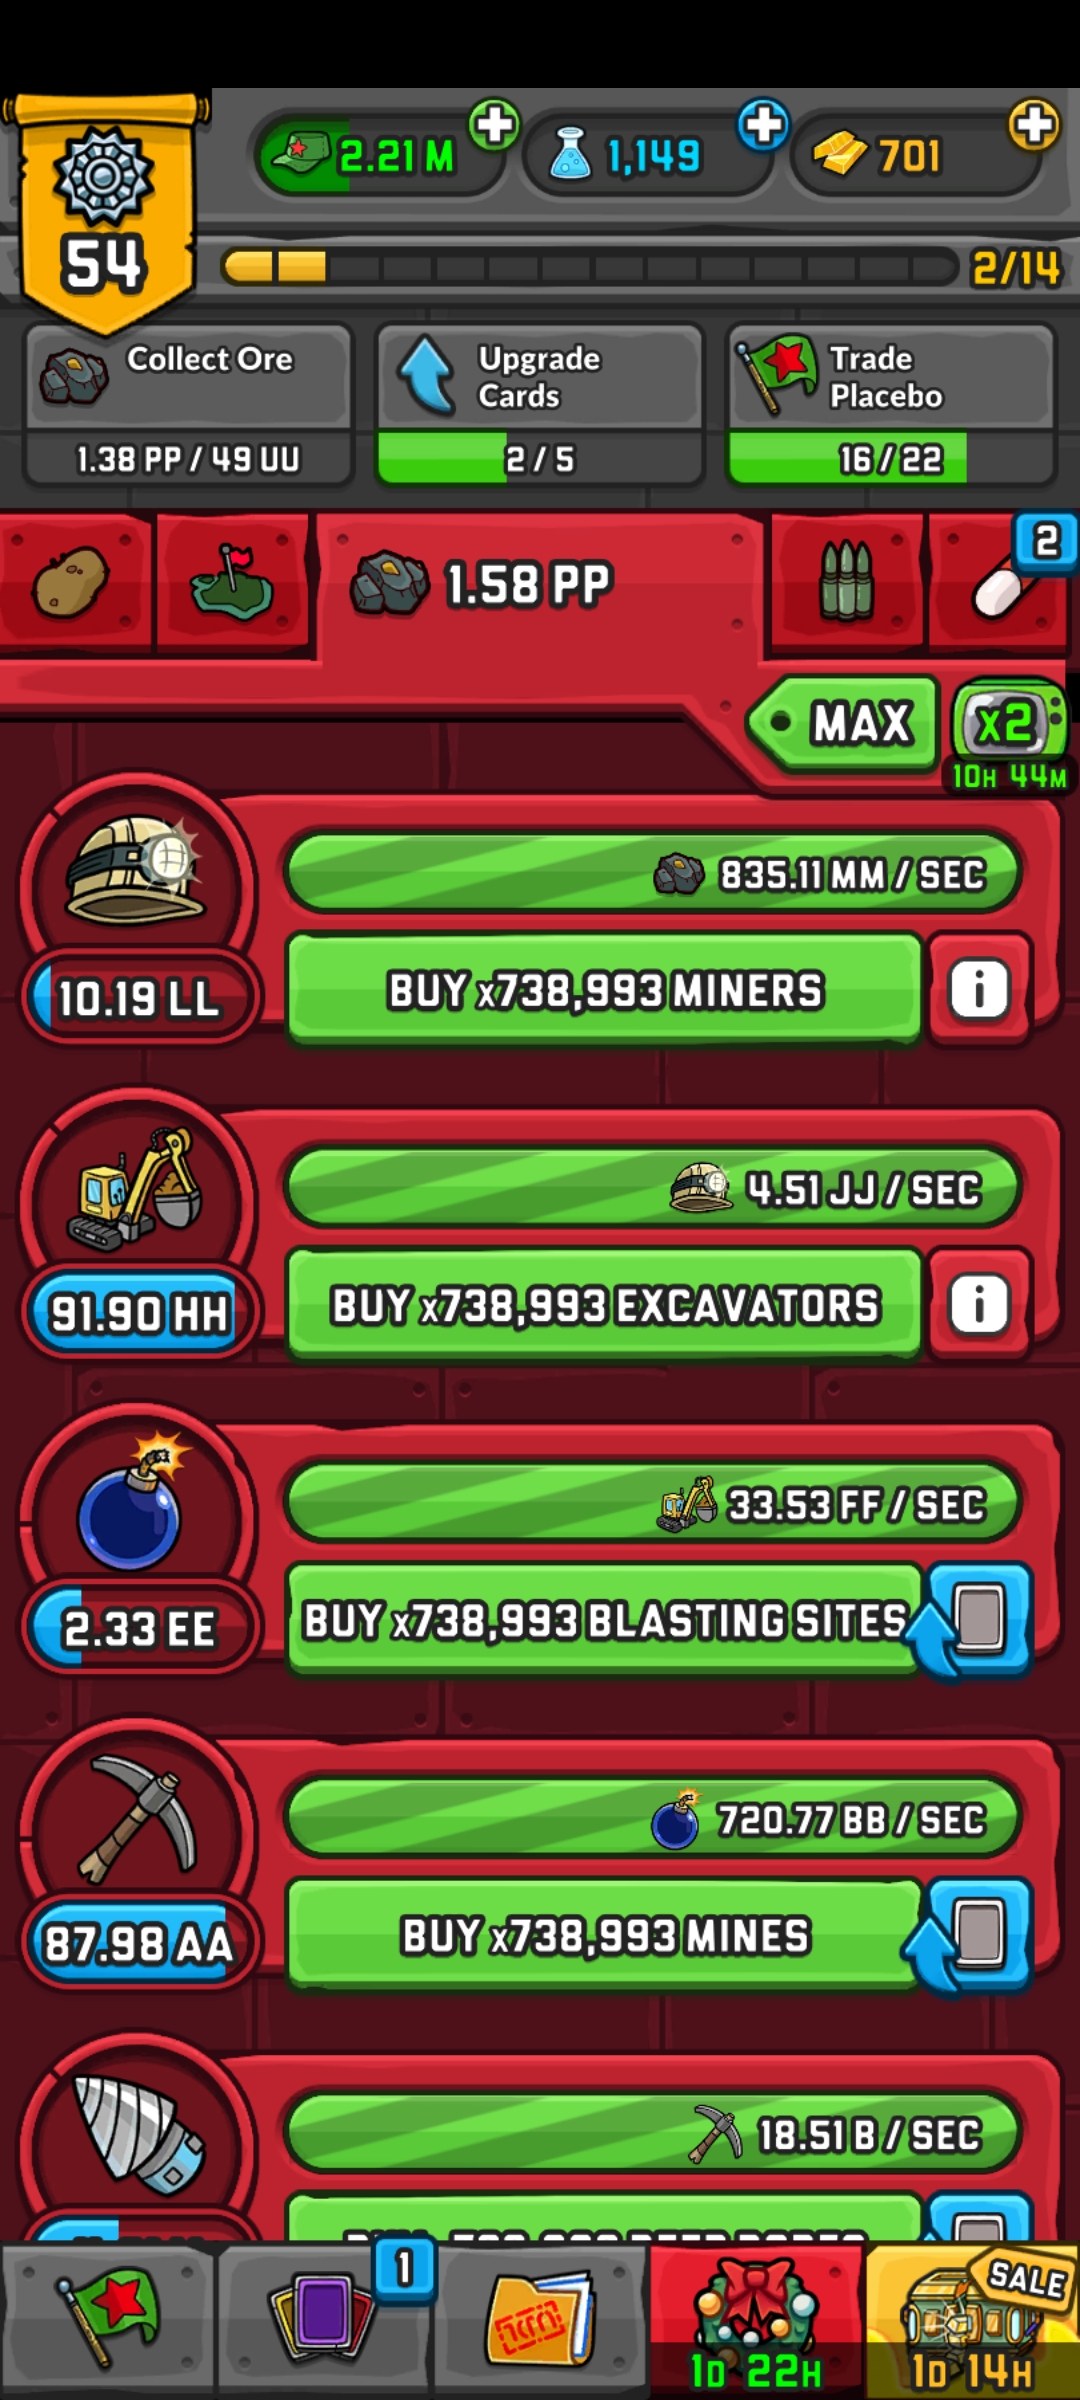 2.21 M
1,149
701
54
2/14
Collect Ore
Upgrade
Cards
Trade
Placebo
1.38 PP / 49 UU
2 / 5
16 / 22
2
1.58 PP
MAX
x2
10H 44M
835.11 MM / SEC
10.19 LL
BUY x738,993 MINERS
i
4.51 JJ / SEC
91.90 HH
BUY x738,993 EXCAVATORS
i
33.53 FF / SEC
2.33 EE
BUY x738,993 BLASTING SITES
720.77 BB / SEC
87.98 AA
BUY x738,993 MINES
18.51 B / SEC
1
SALE
1D 22H
1D 14H